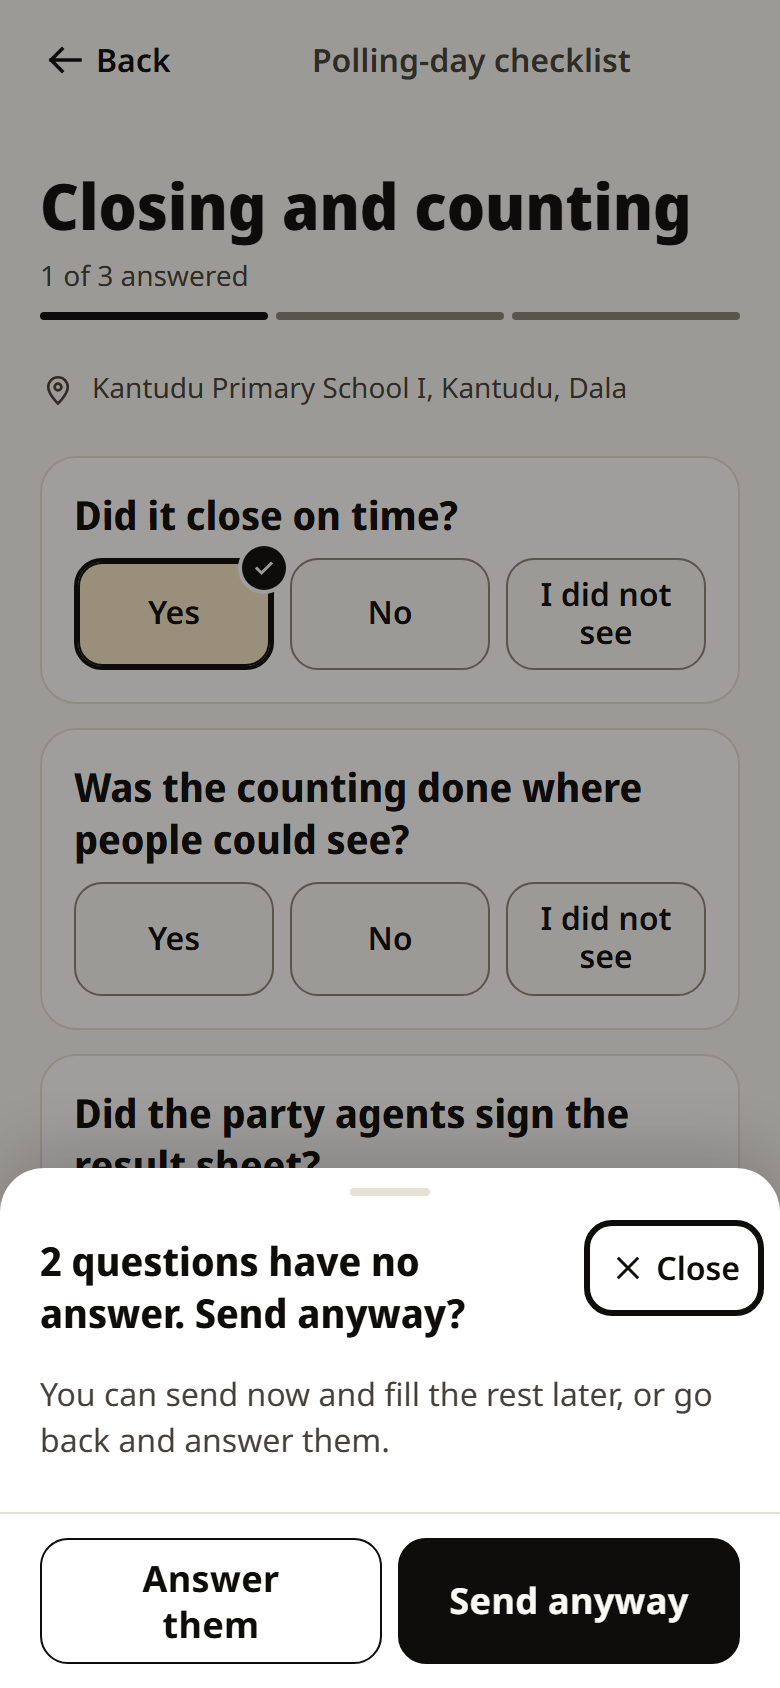 Back
Polling-day checklist
Closing and counting
1 of 3 answered
Kantudu Primary School I, Kantudu, Dala
Did it close on time?
Yes
No
I did not
see
Was the counting done where
people could see?
Yes
No
I did not
see
Did the party agents sign the
result sheet?
2 questions have no
answer. Send anyway?
Close
You can send now and fill the rest later, or go
back and answer them.
Answer
them
Send anyway